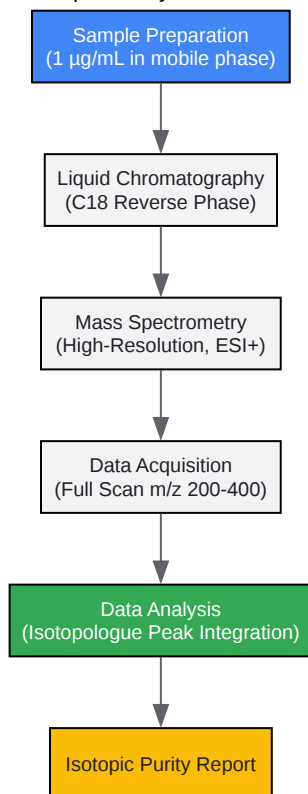 Sample Preparation
(1 µg/mL in mobile phase)
Liquid Chromatography
(C18 Reverse Phase)
Mass Spectrometry
(High-Resolution, ESI+)
Data Acquisition
(Full Scan m/z 200-400)
Data Analysis
(Isotopologue Peak Integration)
Isotopic Purity Report